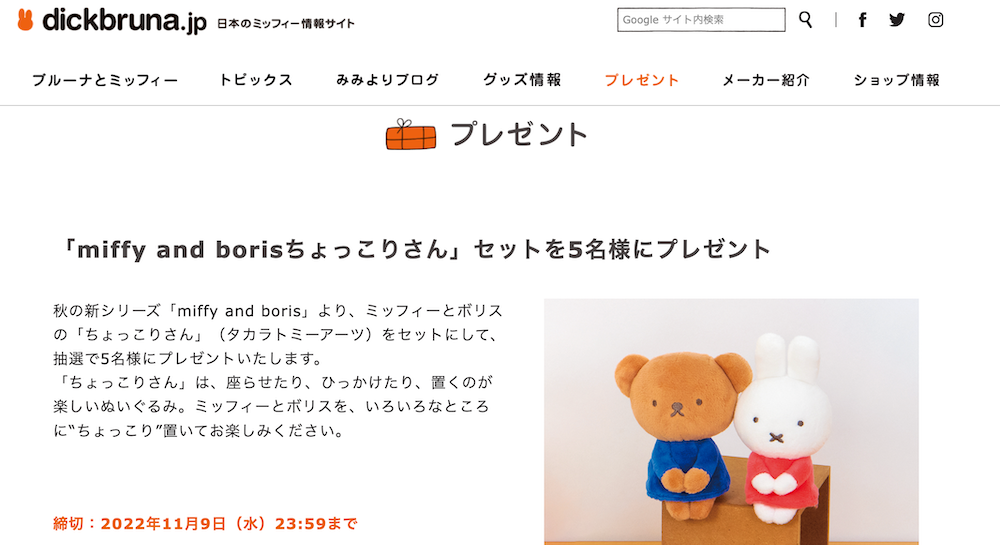 dickbruna.jp 日本のミッフィー情報サイト
Google サイト内検索
ブルーナとミッフィー トピックス みみよりブログ グッズ情報 プレゼント メーカー紹介 ショップ情報
プレゼント
「miffy and borisちょっこりさん」セットを5名様にプレゼント
秋の新シリーズ「miffy and boris」より、ミッフィーとボリス
の「ちょっこりさん」（タカラトミーアーツ）をセットにして、
抽選で5名様にプレゼントいたします。
「ちょっこりさん」は、座らせたり、ひっかけたり、置くのが
楽しいぬいぐるみ。ミッフィーとボリスを、いろいろなところ
に“ちょっこり”置いてお楽しみください。
締切：2022年11月9日（水）23:59まで